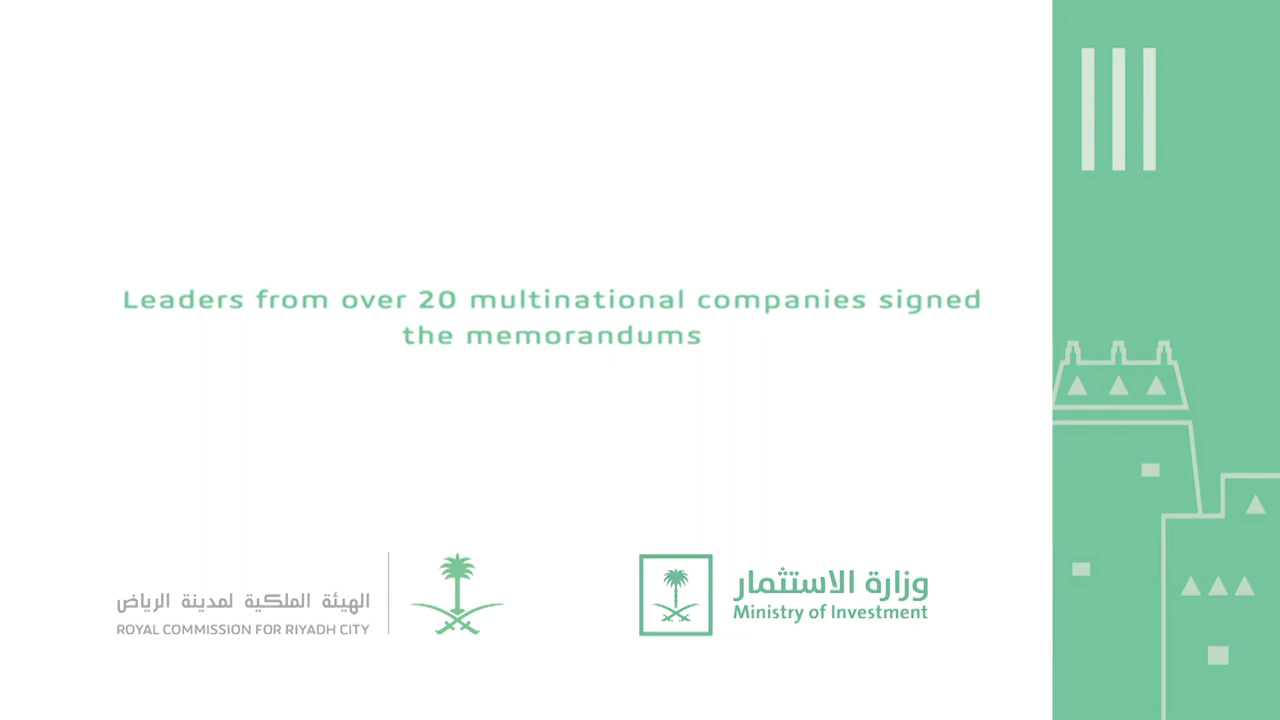 Leaders from over 20 multinational companies signed
the memorandums
الهيئة الملكية لمدينة الرياض
ROYAL COMMISSION FOR RIYADH CITY
وزارة الاستثمار
Ministry of Investment